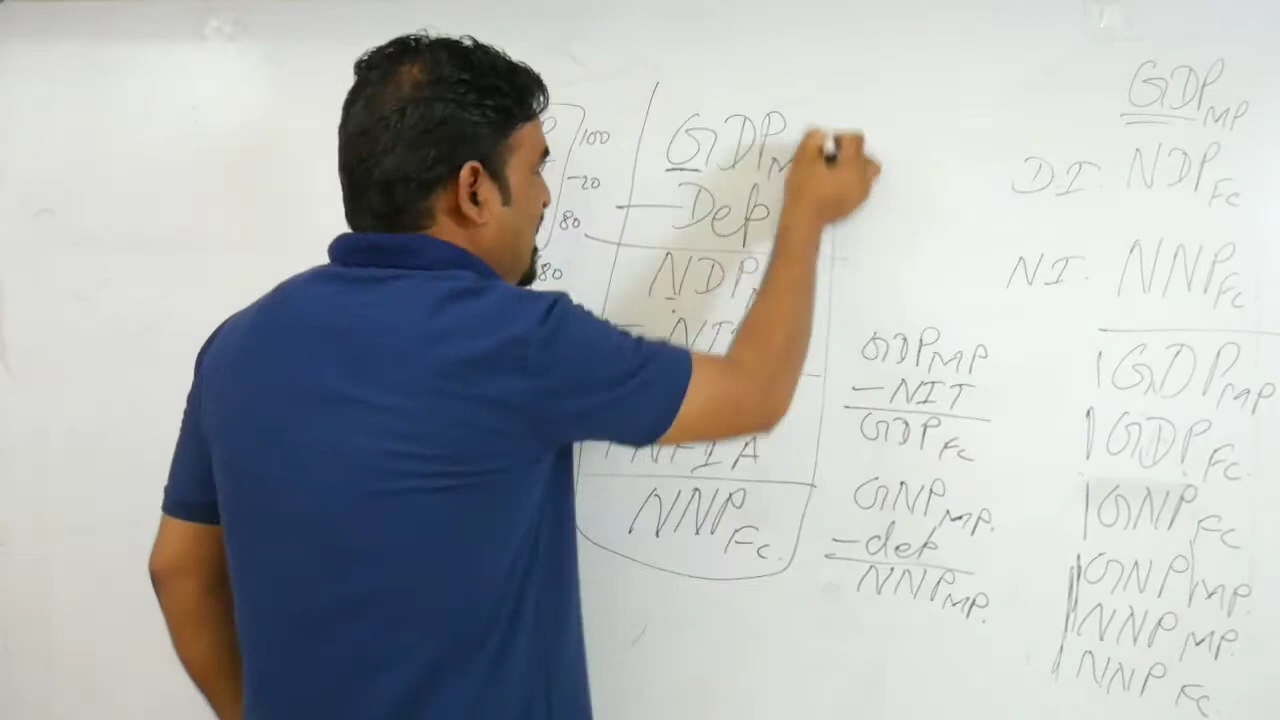 100
-20
80
80
GDP
- Dep
NDP
+ NFIA
NNP FC.
GDP MP
- NIT
GDP FC
GNP MP.
- dep
NNP MP.
GDP MP
DI. NDP FC
NI. NNP FC
GDP MP
GDP FC.
GNP FC
GNP MP.
NNP MP.
NNP FC.